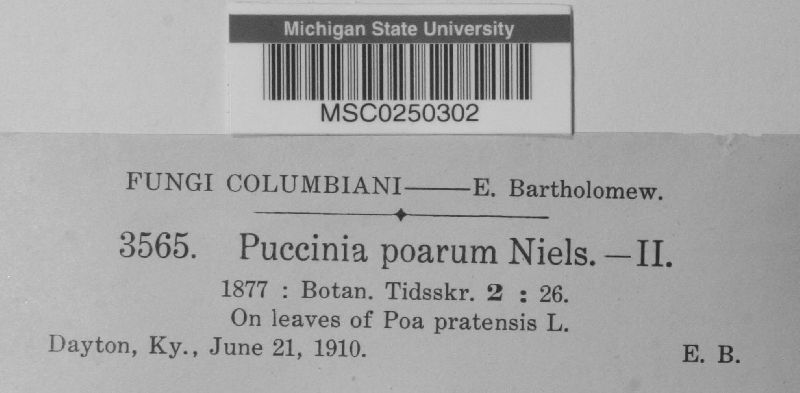 Michigan State University
MSC0250302
FUNGI COLUMBIANI—E. Bartholomew.
3565. Puccinia poarum Niels.—II.
1877 : Botan. Tidsskr. 2 : 26.
On leaves of Poa pratensis L.
Dayton, Ky., June 21, 1910. E. B.